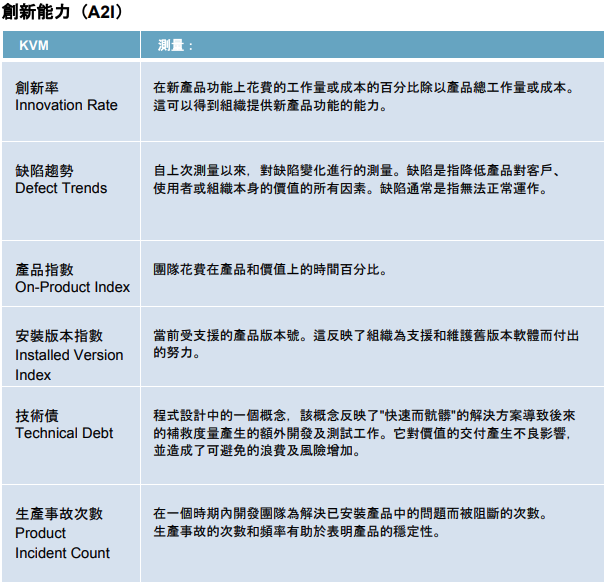 創新能力（A2I）
KVM
測量：
創新率
Innovation Rate
在新產品功能上花費的工作量或成本的百分比除以產品總工作量或成本。
這可以得到組織提供新產品功能的能力。
缺陷趨勢
Defect Trends
自上次測量以來，對缺陷變化進行的測量。缺陷是指降低產品對客戶、
使用者或組織本身的價值的所有因素。缺陷通常是指無法正常運作。
產品指數
On-Product Index
團隊花費在產品和價值上的時間百分比。
安裝版本指數
Installed Version
Index
當前受支援的產品版本號。這反映了組織為支援和維護舊版本軟體而付出
的努力。
技術債
Technical Debt
程式設計中的一個概念，該概念反映了"快速而骯髒"的解決方案導致後來
的補救度量產生的額外開發及測試工作。它對價值的交付產生不良影響，
並造成了可避免的浪費及風險增加。
生產事故次數
Product
Incident Count
在一個時期內開發團隊為解決已安裝產品中的問題而被阻斷的次數。
生產事故的次數和頻率有助於表明產品的穩定性。